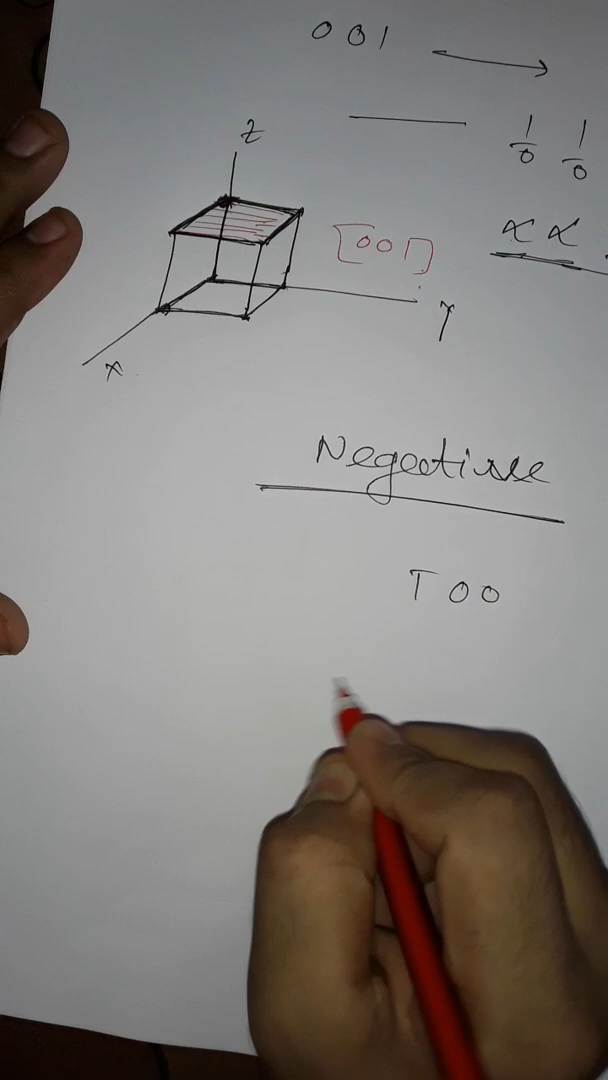 0 0 1
1/0 1/0
Z
∝ ∝
[001]
Y
X
Negative
1̅ 0 0